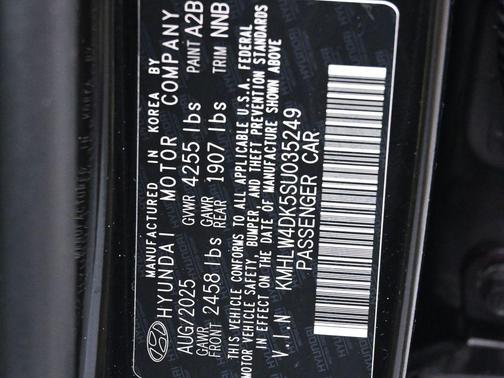 MANUFACTURED IN KOREA BY
HYUNDAI MOTOR COMPANY
AUG/2025 GVWR 4255 lbs PAINT A2B
GAWR FRONT 2458 lbs GAWR REAR 1907 lbs TRIM NNB
THIS VEHICLE CONFORMS TO ALL APPLICABLE U.S.A. FEDERAL
MOTOR VEHICLE SAFETY, BUMPER, AND THEFT PREVENTION STANDARDS
IN EFFECT ON THE DATE OF MANUFACTURE SHOWN ABOVE
V.I.N KMHLW4DK5SU035249
PASSENGER CAR